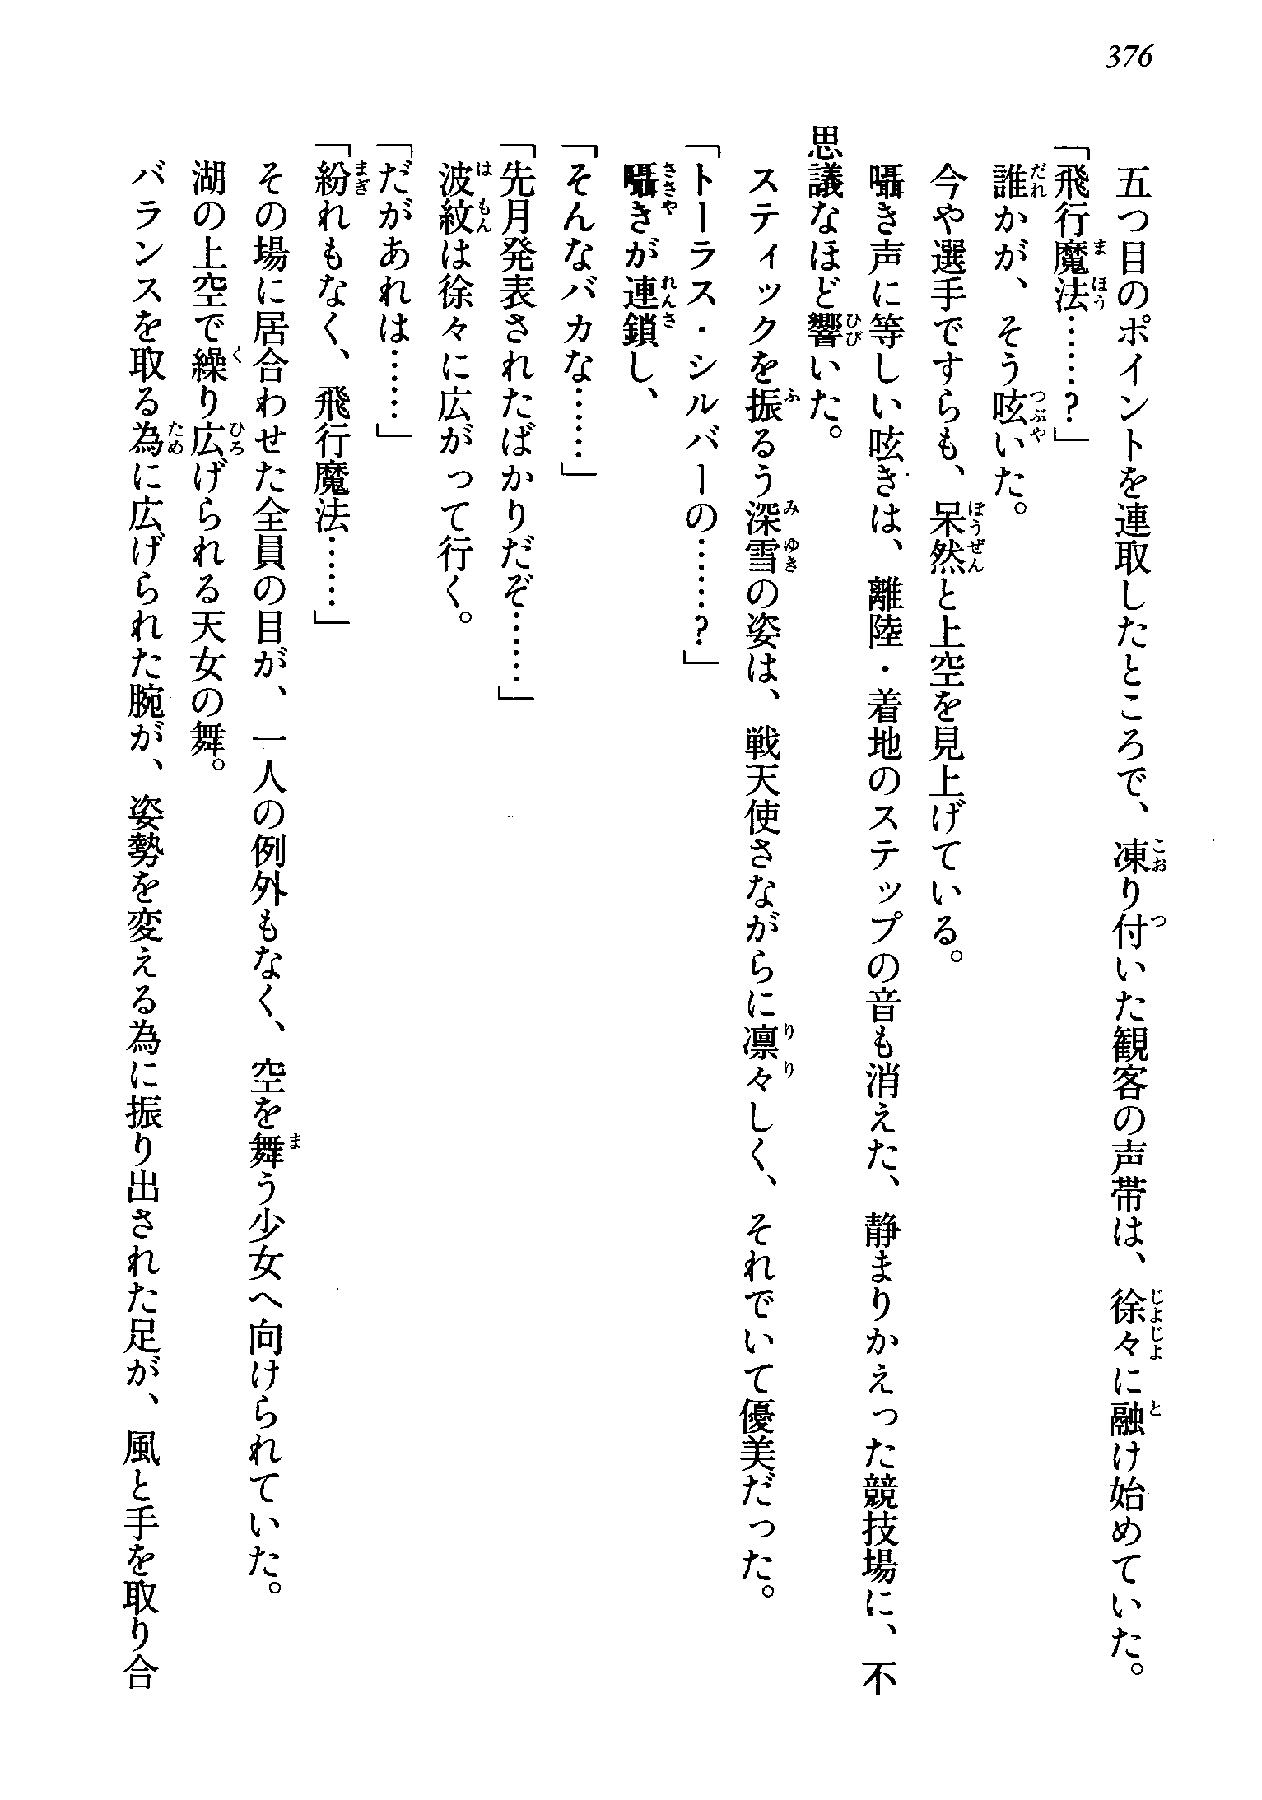 376
五つ目のポイントを連取したところで、凍り付いた観客の声帯は、徐々に融け始めていた。
「飛行魔法……？」
誰かが、そう呟いた。
今や選手ですらも、呆然と上空を見上げている。
囁き声に等しい呟きは、離陸・着地のステップの音も消えた、静まりかえった競技場に、不
思議なほど響いた。
スティックを振るう深雪の姿は、戦天使さながらに凛々しく、それでいて優美だった。
「トーラス・シルバーの……？」
囁きが連鎖し、
「そんなバカな……」
「先月発表されたばかりだぞ……」
波紋は徐々に広がって行く。
「だがあれは……」
「紛れもなく、飛行魔法……」
その場に居合わせた全員の目が、一人の例外もなく、空を舞う少女へ向けられていた。
湖の上空で繰り広げられる天女の舞。
バランスを取る為に広げられた腕が、姿勢を変える為に振り出された足が、風と手を取り合